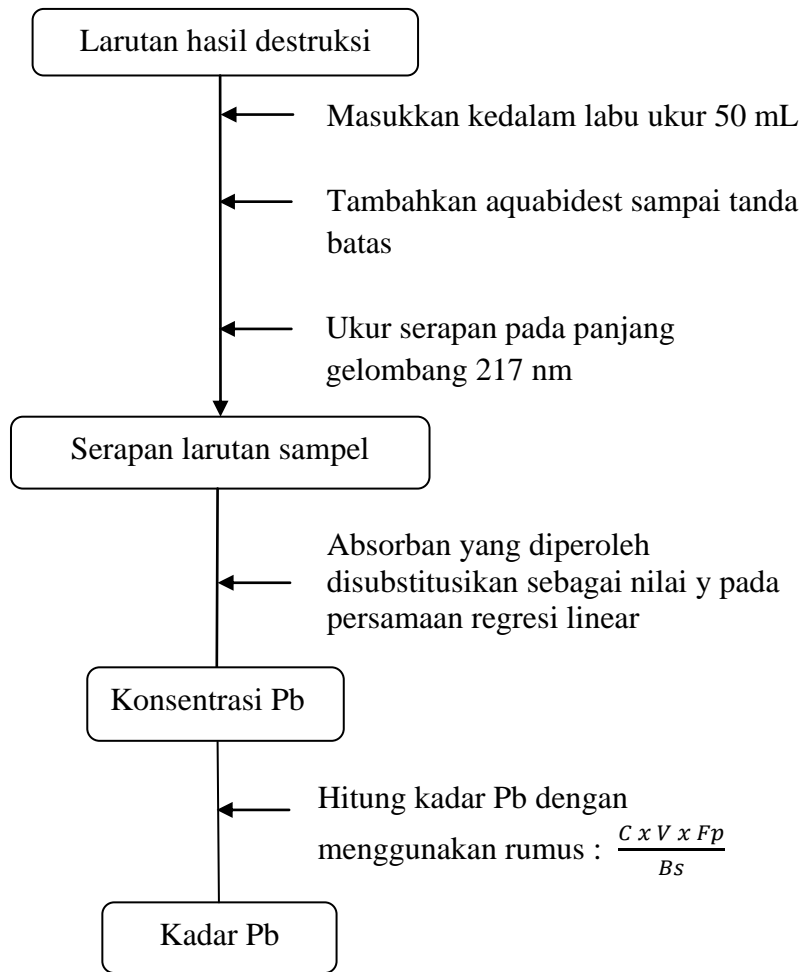 Larutan hasil destruksi
Masukkan kedalam labu ukur 50 mL
Tambahkan aquabidest sampai tanda
batas
Ukur serapan pada panjang
gelombang 217 nm
Serapan larutan sampel
Absorban yang diperoleh
disubstitusikan sebagai nilai y pada
persamaan regresi linear
Konsentrasi Pb
Hitung kadar Pb dengan
menggunakan rumus : C x V x Fp / Bs
Kadar Pb